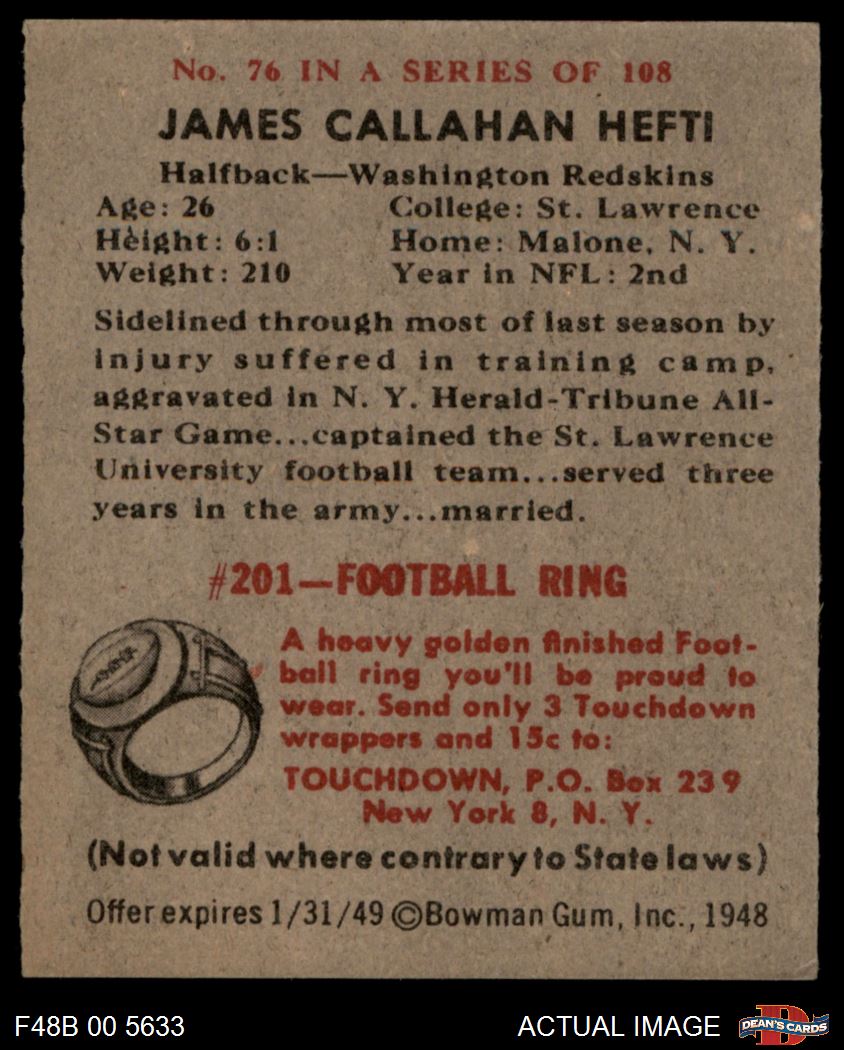 No. 76 IN A SERIES OF 108
JAMES CALLAHAN HEFTI
Halfback—Washington Redskins
Age: 26 College: St. Lawrence
Height: 6:1 Home: Malone, N. Y.
Weight: 210 Year in NFL: 2nd
Sidelined through most of last season by
injury suffered in training camp,
aggravated in N. Y. Herald-Tribune All-
Star Game...captained the St. Lawrence
University football team...served three
years in the army...married.
#201—FOOTBALL RING
A heavy golden finished Foot-
ball ring you'll be proud to
wear. Send only 3 Touchdown
wrappers and 15c to:
TOUCHDOWN, P.O. Box 239
New York 8, N. Y.
(Not valid where contrary to State laws)
Offer expires 1/31/49 ©Bowman Gum, Inc., 1948
F48B 00 5633 ACTUAL IMAGE DEAN'S CARDS